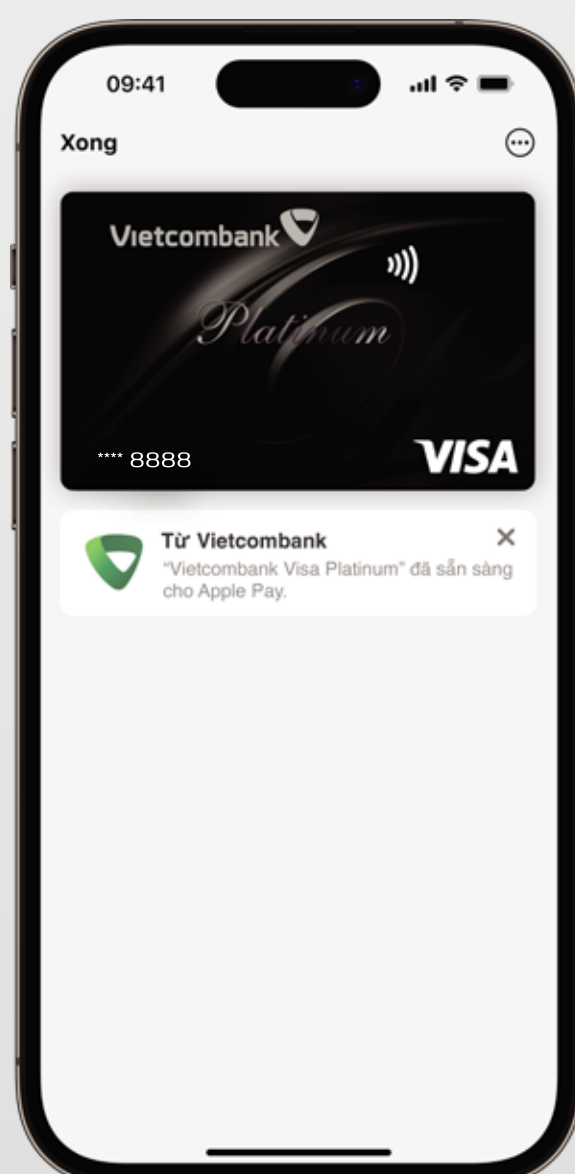 09:41
Xong
Vietcombank
Platinum
**** 8888
VISA
Từ Vietcombank
“Vietcombank Visa Platinum” đã sẵn sàng
cho Apple Pay.